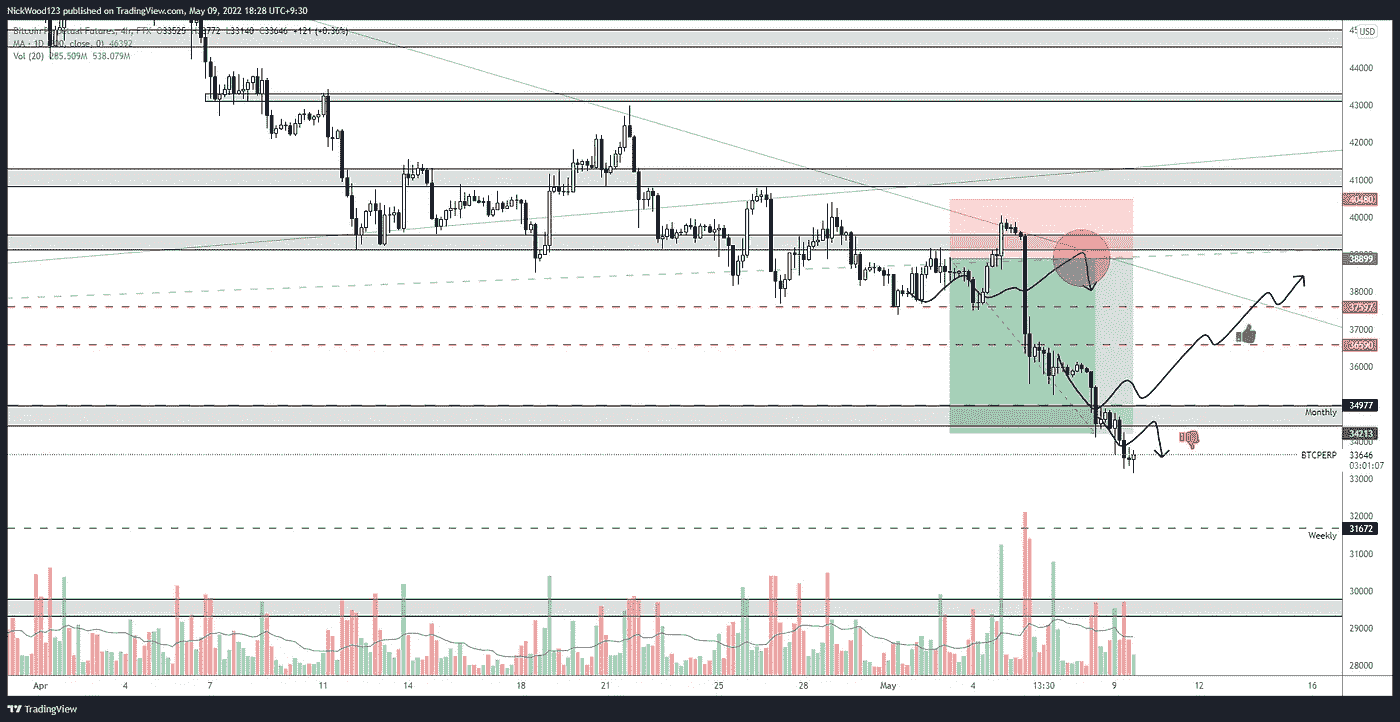 NickWood123 published on TradingView.com, May 09, 2022 18:28 UTC+9:30
Bitcoin Perpetual Futures, 4h, FTX O33525 H33772 L33140 C33646 +121 (+0.36%)
MA · 1D (200, close, 0) 46392
Vol (20) 285.509M 538.079M
USD
44000
43000
42000
41000
40480
40000
38899
38000
37597
37000
36590
36000
34977
Monthly
34213
34000
BTCPERP 33646
03:01:07
33000
32000
31672
Weekly
31000
30000
29000
28000
Apr 4 7 11 14 18 21 25 28 May 4 13:30 9 12 16
TradingView